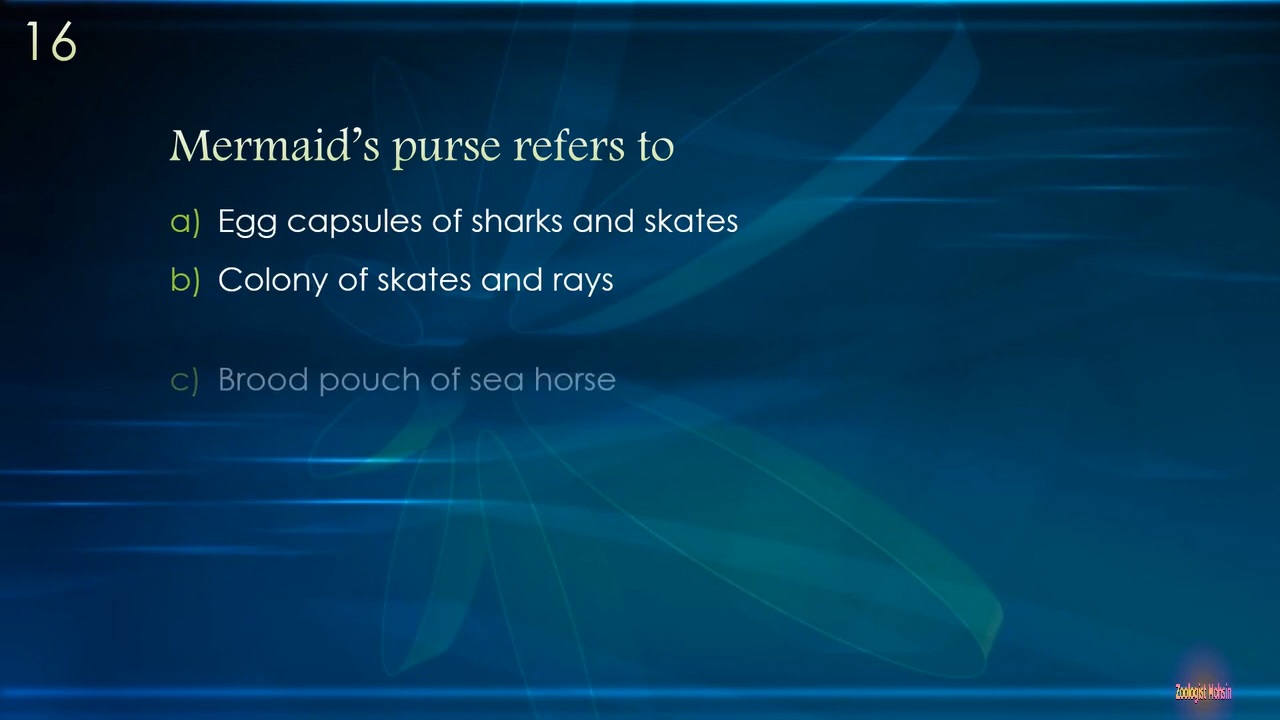 16
Mermaid’s purse refers to
a) Egg capsules of sharks and skates
b) Colony of skates and rays
c) Brood pouch of sea horse
Zoologist Mohsin